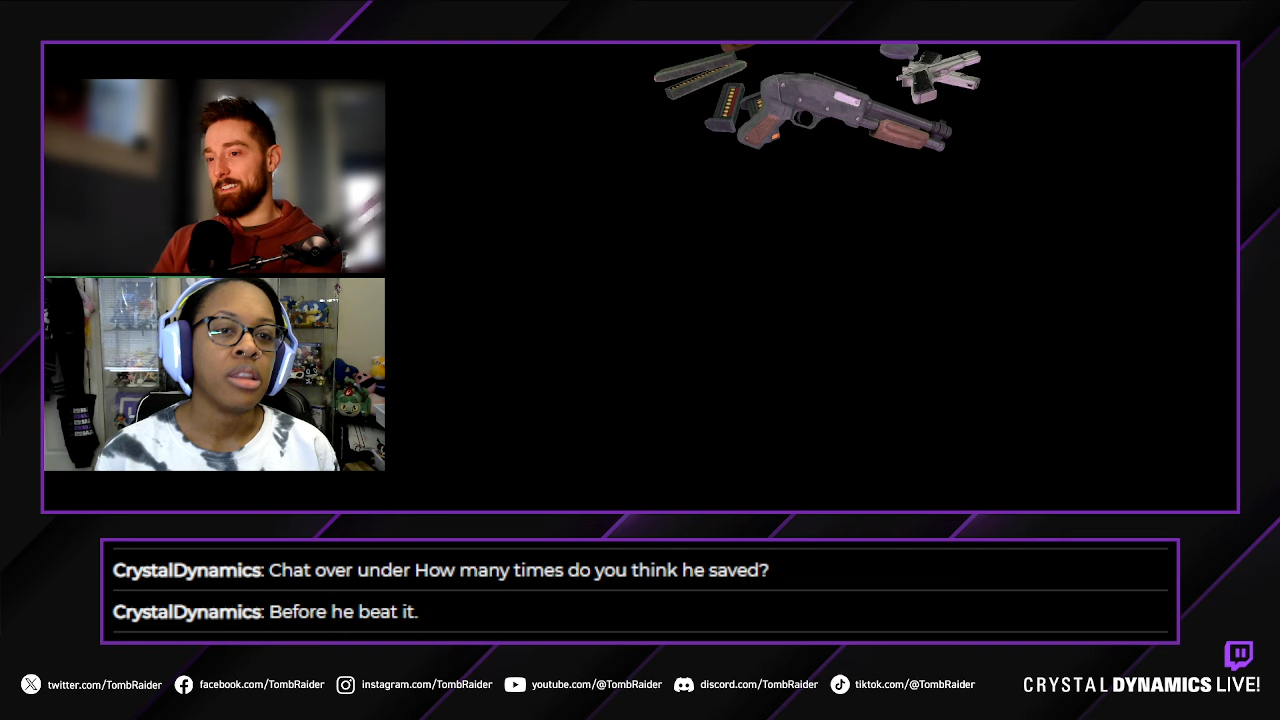 CrystalDynamics: Chat over under How many times do you think he saved?
CrystalDynamics: Before he beat it.
twitter.com/TombRaider
facebook.com/TombRaider
instagram.com/TombRaider
youtube.com/@TombRaider
discord.com/TombRaider
tiktok.com/@TombRaider
CRYSTAL DYNAMICS LIVE!